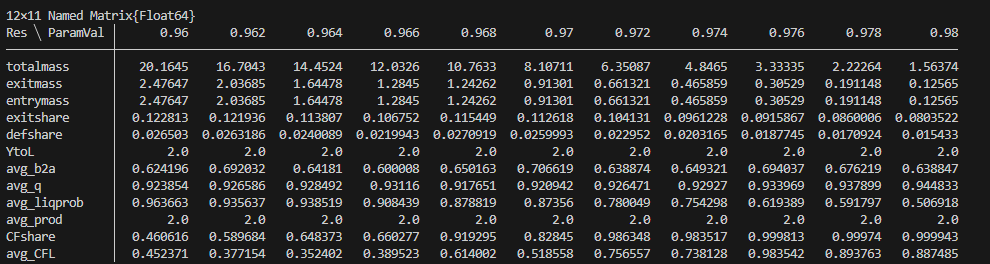 12×11 Named Matrix{Float64}
Res ╲ ParamVal │ 0.96 0.962 0.964 0.966 0.968 0.97 0.972 0.974 0.976 0.978 0.98
totalmass │ 20.1645 16.7043 14.4524 12.0326 10.7633 8.10711 6.35087 4.8465 3.33335 2.22264 1.56374
exitmass │ 2.47647 2.03685 1.64478 1.2845 1.24262 0.91301 0.661321 0.465859 0.30529 0.191148 0.12565
entrymass │ 2.47647 2.03685 1.64478 1.2845 1.24262 0.91301 0.661321 0.465859 0.30529 0.191148 0.12565
exitshare │ 0.122813 0.121936 0.113807 0.106752 0.115449 0.112618 0.104131 0.0961228 0.0915867 0.0860006 0.0803522
defshare │ 0.026503 0.0263186 0.0240089 0.0219943 0.0270919 0.0259993 0.022952 0.0203165 0.0187745 0.0170924 0.015433
YtoL │ 2.0 2.0 2.0 2.0 2.0 2.0 2.0 2.0 2.0 2.0 2.0
avg_b2a │ 0.624196 0.692032 0.64181 0.600008 0.650163 0.706619 0.638874 0.649321 0.694037 0.676219 0.638847
avg_q │ 0.923854 0.926586 0.928492 0.93116 0.917651 0.920942 0.926471 0.92927 0.933969 0.937899 0.944833
avg_liqprob │ 0.963663 0.935637 0.938519 0.908439 0.878819 0.87356 0.780049 0.754298 0.619389 0.591797 0.506918
avg_prod │ 2.0 2.0 2.0 2.0 2.0 2.0 2.0 2.0 2.0 2.0 2.0
CFshare │ 0.460616 0.589684 0.648373 0.660277 0.919295 0.82845 0.986348 0.983517 0.999813 0.99974 0.999943
avg_CFL │ 0.452371 0.377154 0.352402 0.389523 0.614002 0.518558 0.756557 0.738128 0.983542 0.893763 0.887485